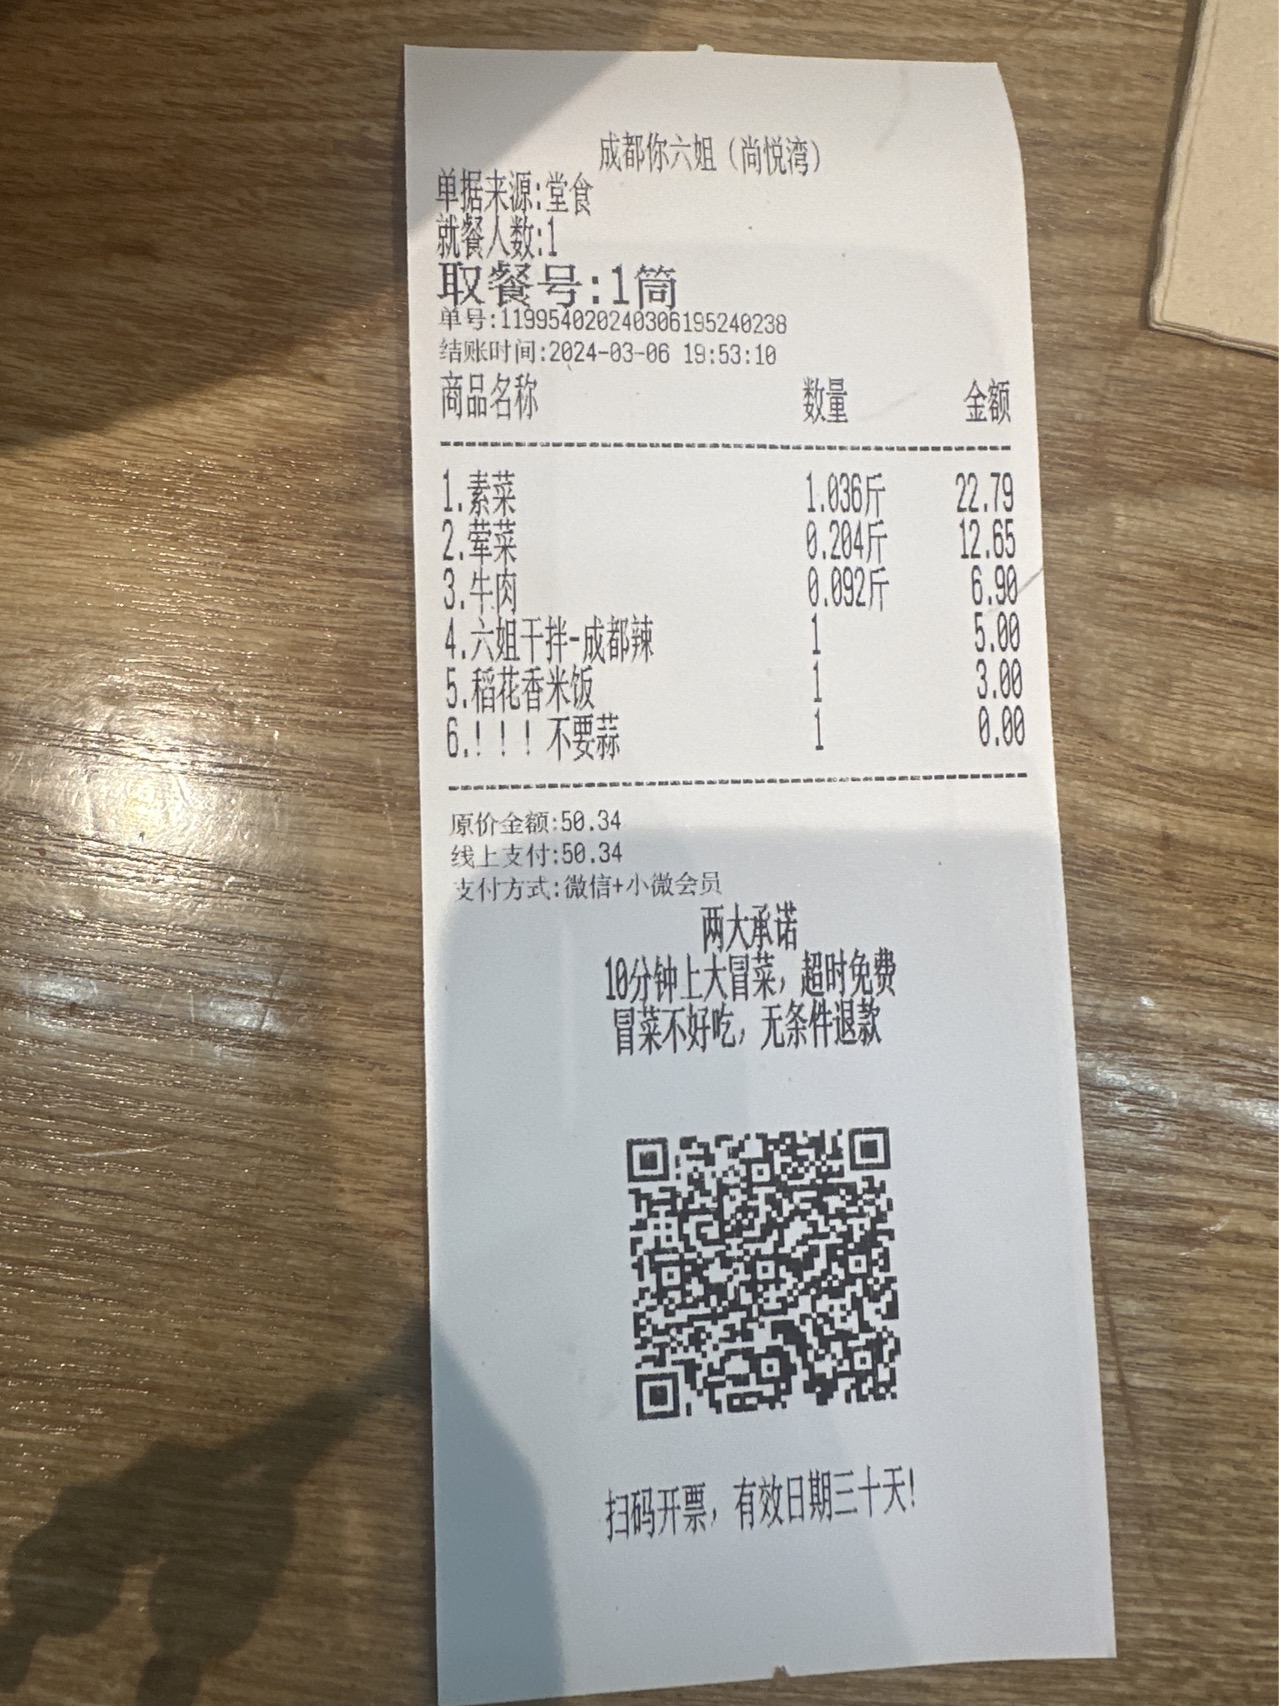 成都你六姐（尚悦湾）
单据来源:堂食
就餐人数:1
取餐号:1筒
单号:119954020240306195240238
结账时间:2024-03-06 19:53:10
商品名称 数量 金额
1.素菜 1.036斤 22.79
2.荤菜 0.204斤 12.65
3.牛肉 0.092斤 6.90
4.六姐干拌-成都辣 1 5.00
5.稻花香米饭 1 3.00
6.！！！不要蒜 1 0.00
原价金额:50.34
线上支付:50.34
支付方式:微信+小微会员
两大承诺
10分钟上大冒菜，超时免费
冒菜不好吃，无条件退款
扫码开票，有效日期三十天!